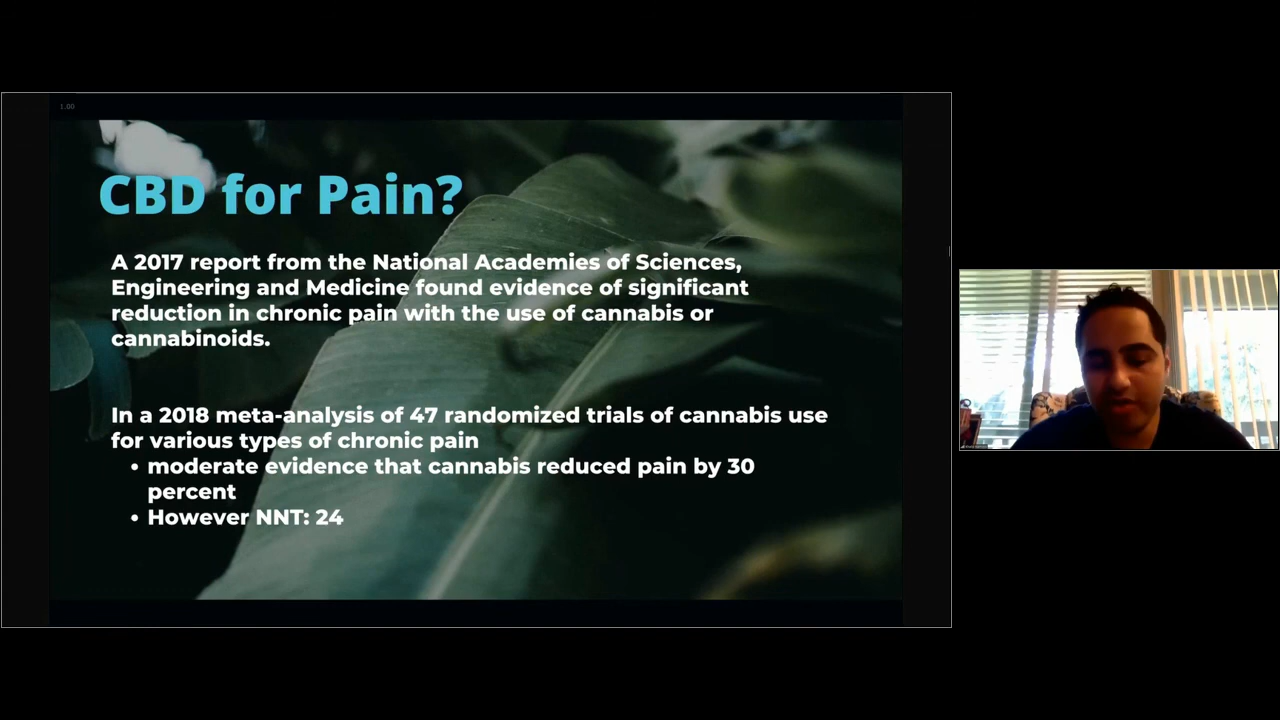 1.00
CBD for Pain?
A 2017 report from the National Academies of Sciences,
Engineering and Medicine found evidence of significant
reduction in chronic pain with the use of cannabis or
cannabinoids.
In a 2018 meta-analysis of 47 randomized trials of cannabis use
for various types of chronic pain
• moderate evidence that cannabis reduced pain by 30
percent
• However NNT: 24